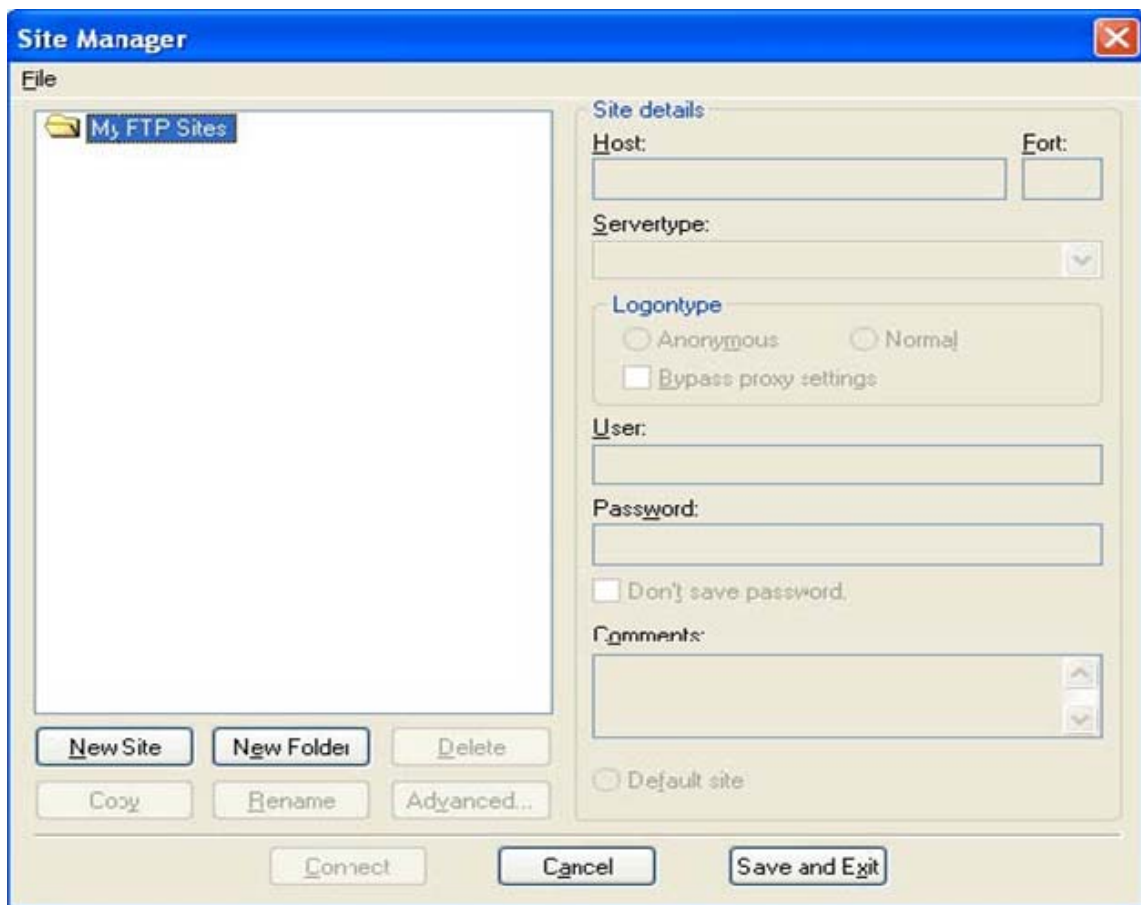 Site Manager
File
My FTP Sites
New Site
New Folder
Delete
Copy
Rename
Advanced...
Site details
Host:
Port:
Servertype:
Logontype
Anonymous
Normal
Bypass proxy settings
User:
Password:
Don't save password.
Comments:
Default site
Connect
Cancel
Save and Exit